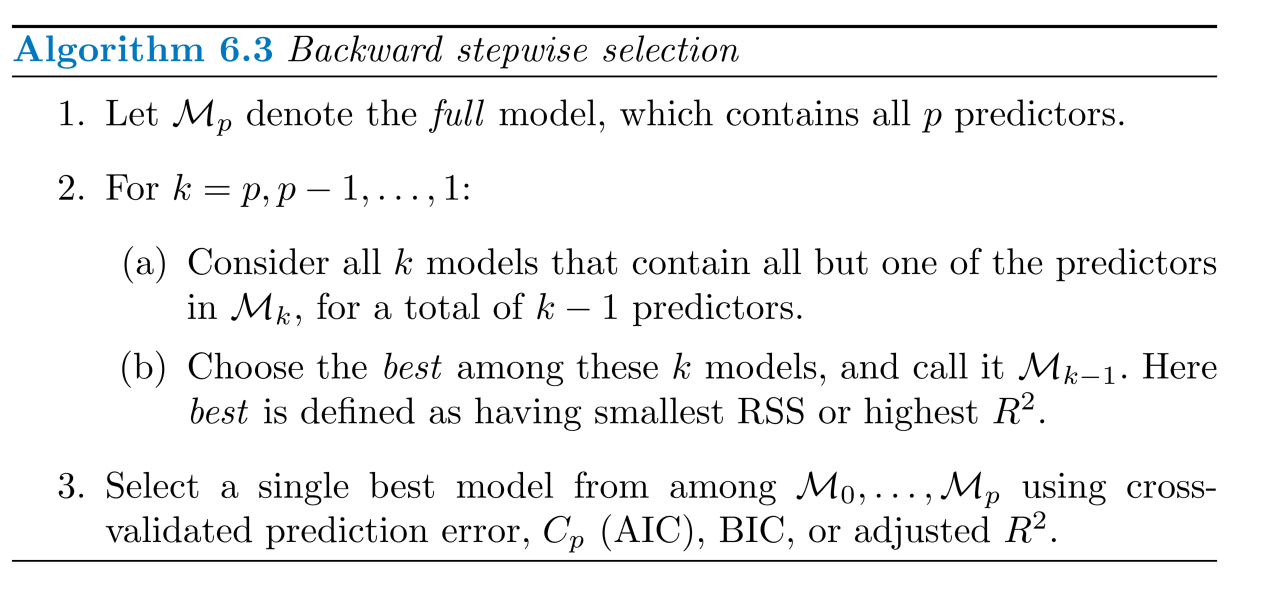 Algorithm 6.3 Backward stepwise selection
1. Let ℳₚ denote the full model, which contains all p predictors.
2. For k = p, p − 1, . . . , 1:
(a) Consider all k models that contain all but one of the predictors
in ℳₖ, for a total of k − 1 predictors.
(b) Choose the best among these k models, and call it ℳₖ₋₁. Here
best is defined as having smallest RSS or highest R².
3. Select a single best model from among ℳ₀, . . . , ℳₚ using cross-
validated prediction error, Cₚ (AIC), BIC, or adjusted R².